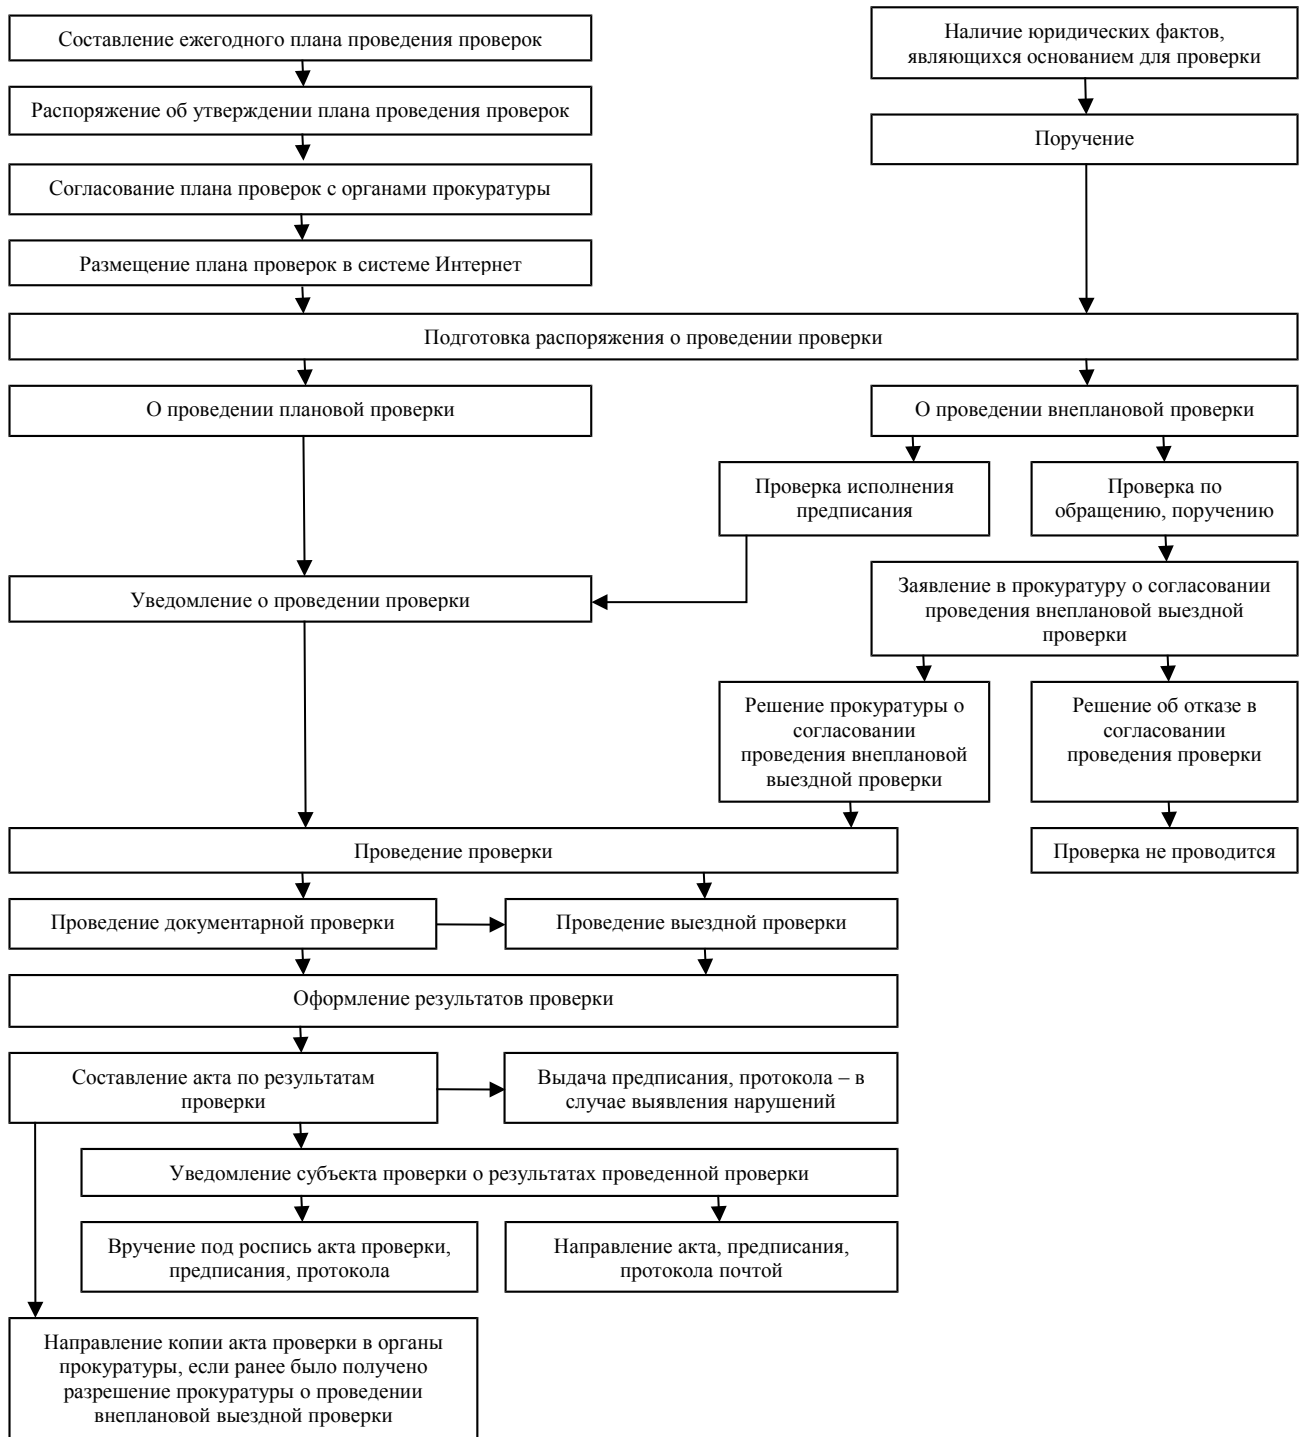 Составление ежегодного плана проведения проверок
Наличие юридических фактов,
являющихся основанием для проверки
Распоряжение об утверждении плана проведения проверок
Поручение
Согласование плана проверок с органами прокуратуры
Размещение плана проверок в системе Интернет
Подготовка распоряжения о проведении проверки
О проведении плановой проверки
О проведении внеплановой проверки
Проверка исполнения
предписания
Проверка по
обращению, поручению
Уведомление о проведении проверки
Заявление в прокуратуру о согласовании
проведения внеплановой выездной
проверки
Решение прокуратуры о
согласовании
проведения внеплановой
выездной проверки
Решение об отказе в
согласовании
проведения проверки
Проведение проверки
Проверка не проводится
Проведение документарной проверки
Проведение выездной проверки
Оформление результатов проверки
Составление акта по результатам
проверки
Выдача предписания, протокола – в
случае выявления нарушений
Уведомление субъекта проверки о результатах проведенной проверки
Вручение под роспись акта проверки,
предписания, протокола
Направление акта, предписания,
протокола почтой
Направление копии акта проверки в органы
прокуратуры, если ранее было получено
разрешение прокуратуры о проведении
внеплановой выездной проверки